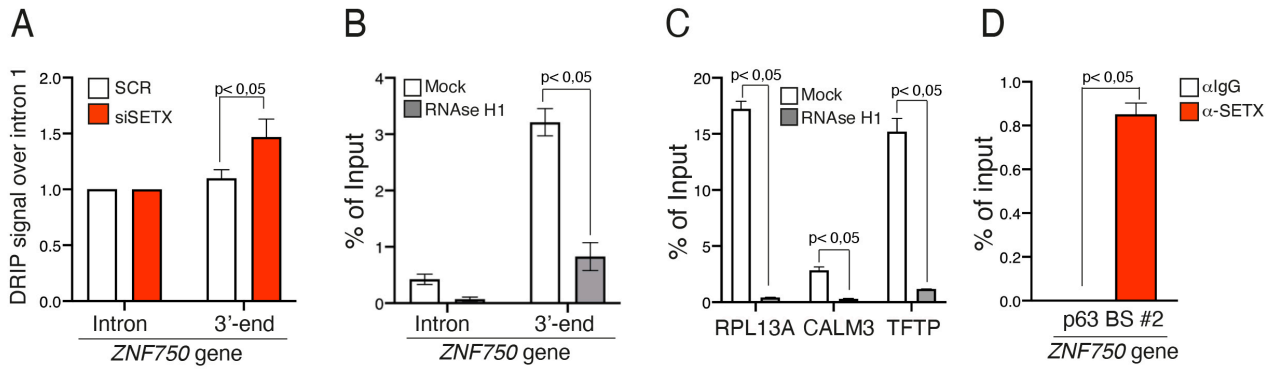 A
DRIP signal over intron 1
2.0
1.5
1.0
0.5
0.0
SCR
siSETX
p< 0,05
Intron
3'-end
ZNF750 gene
B
% of Input
4
3
2
1
0
Mock
RNAse H1
p< 0,05
Intron
3'-end
ZNF750 gene
C
% of Input
20
15
10
5
0
p< 0,05
Mock
RNAse H1
p< 0,05
p< 0,05
RPL13A CALM3 TFTP
D
% of input
1.0
0.8
0.6
0.4
0.2
0.0
p< 0,05
αIgG
α-SETX
p63 BS #2
ZNF750 gene